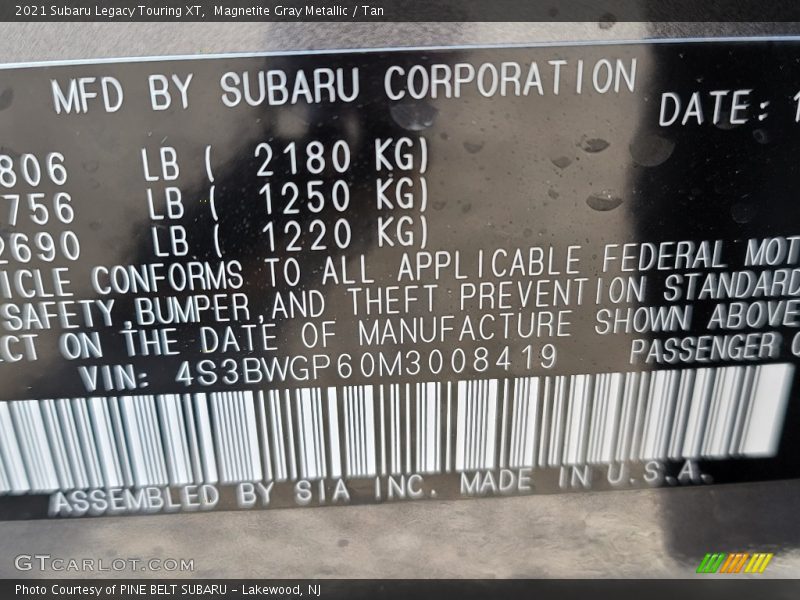 2021 Subaru Legacy Touring XT, Magnetite Gray Metallic / Tan
MFD BY SUBARU CORPORATION
DATE: 1
806 LB ( 2180 KG)
756 LB ( 1250 KG)
2690 LB ( 1220 KG)
ICLE CONFORMS TO ALL APPLICABLE FEDERAL MOT
SAFETY,BUMPER,AND THEFT PREVENTION STANDARD
ECT ON THE DATE OF MANUFACTURE SHOWN ABOVE
VIN: 4S3BWGP60M3008419 PASSENGER C
ASSEMBLED BY SIA INC. MADE IN U.S.A.
GTCARLOT.COM
Photo Courtesy of PINE BELT SUBARU – Lakewood, NJ